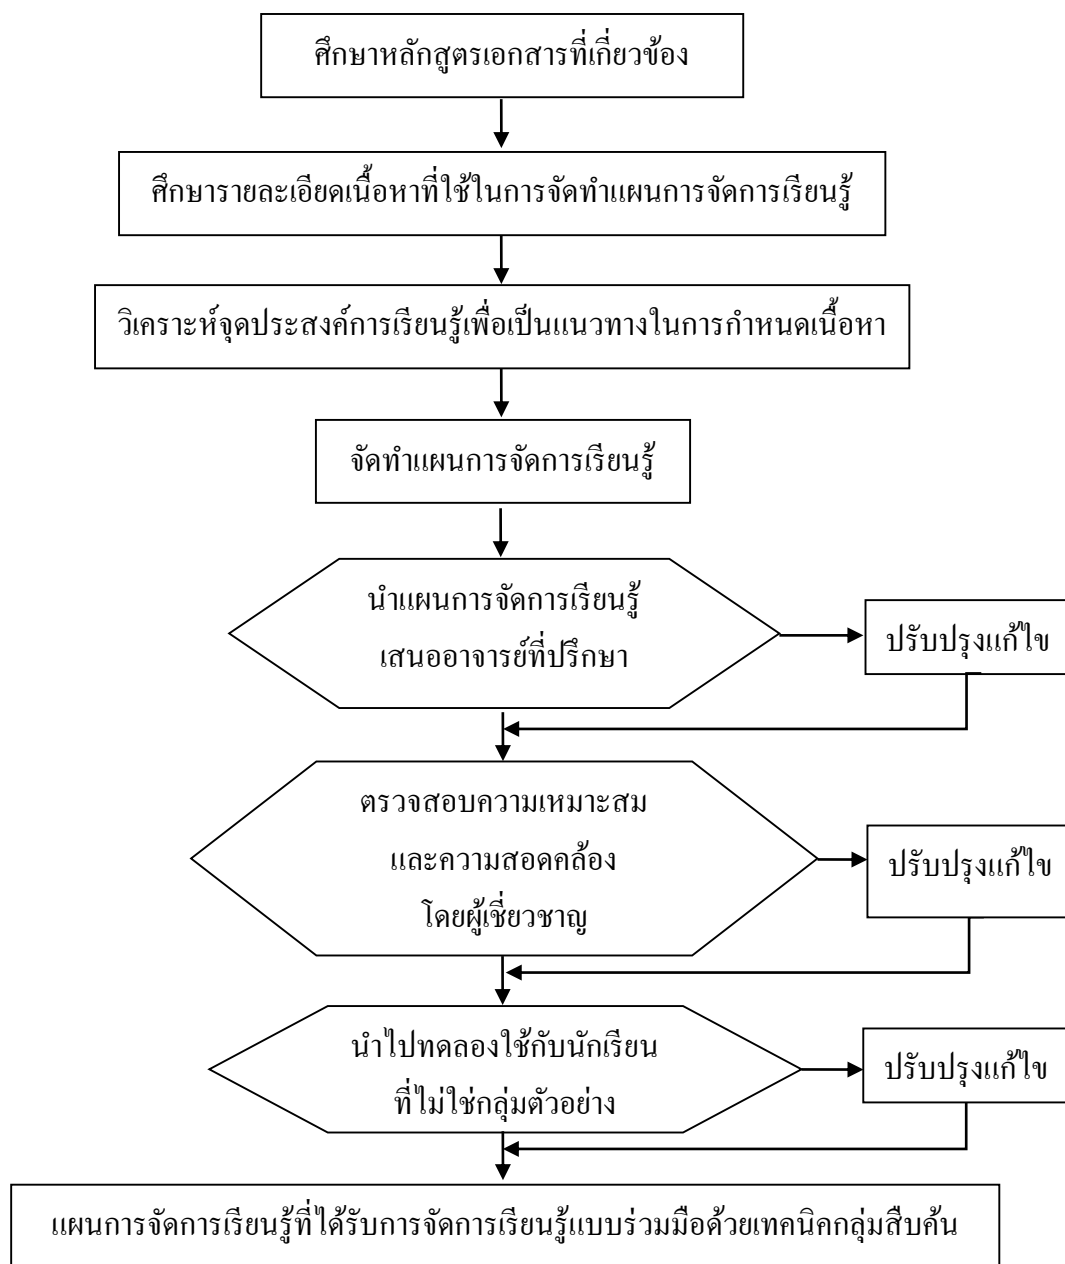 ศึกษาหลักสูตรเอกสารที่เกี่ยวข้อง
ศึกษารายละเอียดเนื้อหาที่ใช้ในการจัดทำแผนการจัดการเรียนรู้
วิเคราะห์จุดประสงค์การเรียนรู้เพื่อเป็นแนวทางในการกำหนดเนื้อหา
จัดทำแผนการจัดการเรียนรู้
นำแผนการจัดการเรียนรู้
เสนออาจารย์ที่ปรึกษา
ปรับปรุงแก้ไข
ตรวจสอบความเหมาะสม
และความสอดคล้อง
โดยผู้เชี่ยวชาญ
ปรับปรุงแก้ไข
นำไปทดลองใช้กับนักเรียน
ที่ไม่ใช่กลุ่มตัวอย่าง
ปรับปรุงแก้ไข
แผนการจัดการเรียนรู้ที่ได้รับการจัดการเรียนรู้แบบร่วมมือด้วยเทคนิคกลุ่มสืบค้น